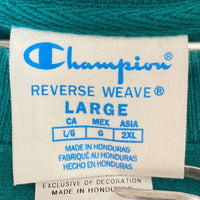 Champion
REVERSE WEAVE®
LARGE
CA MEX ASIA
L/G G 2XL
MADE IN HONDURAS
FABRIQUÉ AU HONDURAS
HECHO EN HONDURAS
EXCLUSIVE OF DECORATION
MADE IN HONDURAS